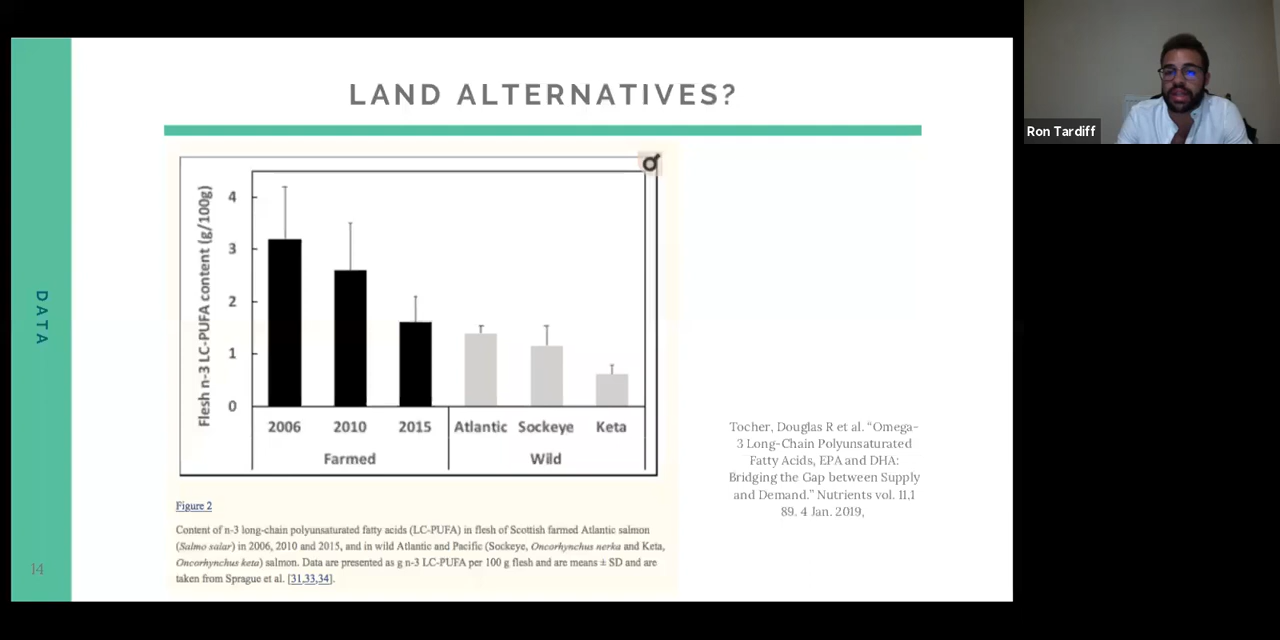 LAND ALTERNATIVES?
Ron Tardiff
DATA
Flesh n-3 LC-PUFA content (g/100g)
4
3
2
1
0
2006 2010 2015 Atlantic Sockeye Keta
Farmed Wild
Tocher, Douglas R et al. “Omega-
3 Long-Chain Polyunsaturated
Fatty Acids, EPA and DHA:
Bridging the Gap between Supply
and Demand.” Nutrients vol. 11,1
89. 4 Jan. 2019,
Figure 2
Content of n-3 long-chain polyunsaturated fatty acids (LC-PUFA) in flesh of Scottish farmed Atlantic salmon
(Salmo salar) in 2006, 2010 and 2015, and in wild Atlantic and Pacific (Sockeye, Oncorhynchus nerka and Keta,
Oncorhynchus keta) salmon. Data are presented as g n-3 LC-PUFA per 100 g flesh and are means ± SD and are
taken from Sprague et al. [31,33,34].
14